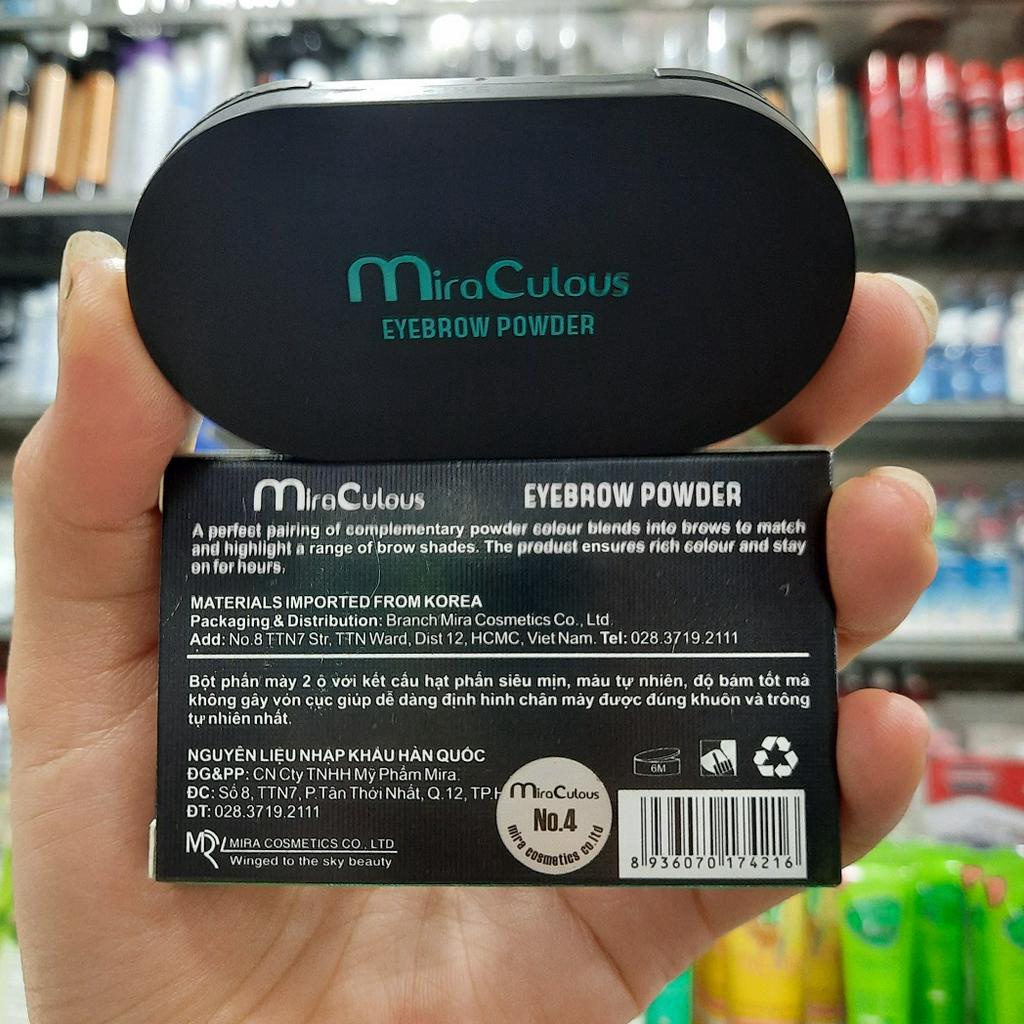 miraCulous
EYEBROW POWDER
miraCulous EYEBROW POWDER
A perfect pairing of complementary powder colour blends into brows to match
and highlight a range of brow shades. The product ensures rich colour and stay
on for hours.
MATERIALS IMPORTED FROM KOREA
Packaging & Distribution: Branch Mira Cosmetics Co., Ltd.
Add: No.8 TTN7 Str, TTN Ward, Dist 12, HCMC, Viet Nam. Tel: 028.3719.2111
Bột phấn mày 2 ô với kết cấu hạt phấn siêu mịn, màu tự nhiên, độ bám tốt mà
không gây vón cục giúp dễ dàng định hình chân mày được đúng khuôn và trông
tự nhiên nhất.
NGUYÊN LIỆU NHẬP KHẨU HÀN QUỐC
ĐG&PP: CN Cty TNHH Mỹ Phẩm Mira.
ĐC: Số 8, TTN7, P.Tân Thới Nhất, Q.12, TP.H
ĐT: 028.3719.2111
MIRA COSMETICS CO., LTD
Winged to the sky beauty
miraCulous
No.4
mira cosmetics co.ltd
6M
8 936070 174216